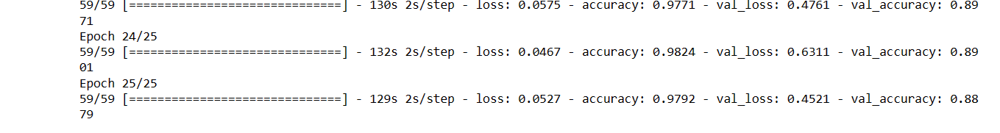 59/59 [==============================] - 130s 2s/step - loss: 0.0575 - accuracy: 0.9771 - val_loss: 0.4761 - val_accuracy: 0.89
71
Epoch 24/25
59/59 [==============================] - 132s 2s/step - loss: 0.0467 - accuracy: 0.9824 - val_loss: 0.6311 - val_accuracy: 0.89
01
Epoch 25/25
59/59 [==============================] - 129s 2s/step - loss: 0.0527 - accuracy: 0.9792 - val_loss: 0.4521 - val_accuracy: 0.88
79